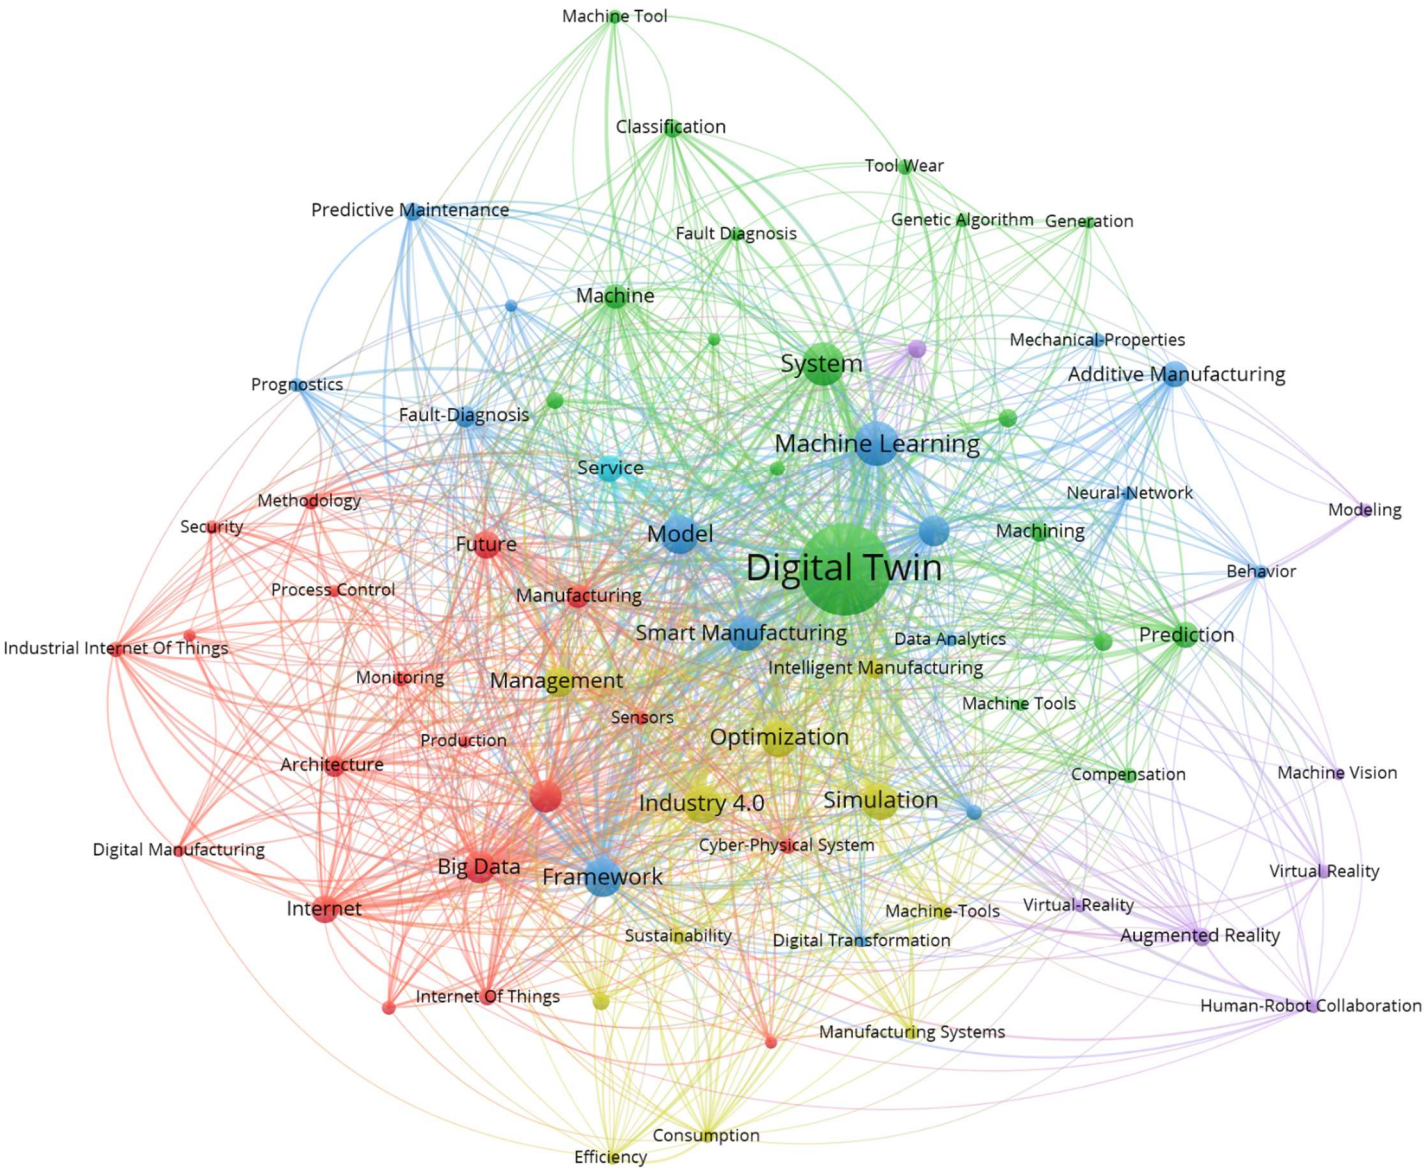 Machine Tool
Classification
Tool Wear
Predictive Maintenance
Genetic Algorithm
Generation
Fault Diagnosis
Machine
Mechanical-Properties
System
Additive Manufacturing
Prognostics
Fault-Diagnosis
Machine Learning
Service
Neural-Network
Methodology
Modeling
Security
Machining
Model
Future
Digital Twin
Behavior
Process Control
Manufacturing
Smart Manufacturing
Prediction
Data Analytics
Industrial Internet Of Things
Intelligent Manufacturing
Monitoring
Management
Machine Tools
Sensors
Optimization
Production
Architecture
Machine Vision
Compensation
Simulation
Industry 4.0
Cyber-Physical System
Digital Manufacturing
Big Data
Virtual Reality
Framework
Virtual-Reality
Internet
Machine-Tools
Sustainability
Augmented Reality
Digital Transformation
Internet Of Things
Human-Robot Collaboration
Manufacturing Systems
Consumption
Efficiency